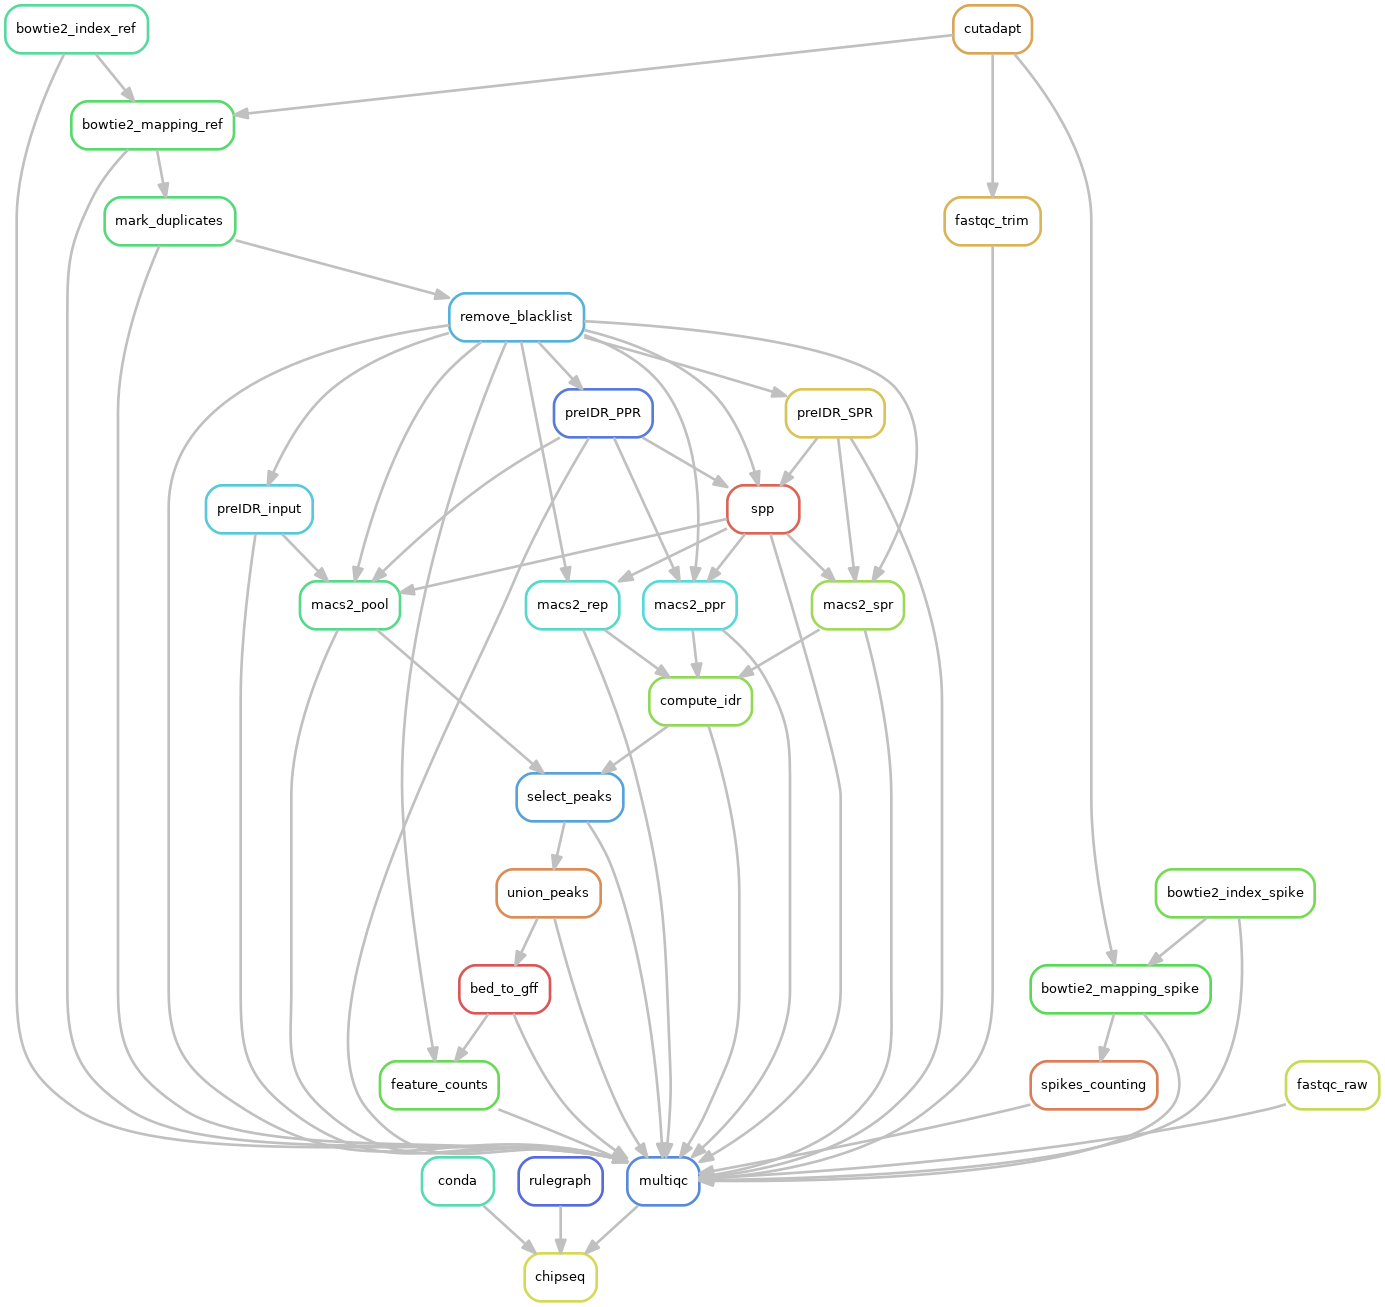 bowtie2_index_ref
cutadapt
bowtie2_mapping_ref
mark_duplicates
fastqc_trim
remove_blacklist
preIDR_PPR
preIDR_SPR
preIDR_input
spp
macs2_pool
macs2_rep
macs2_ppr
macs2_spr
compute_idr
select_peaks
union_peaks
bowtie2_index_spike
bed_to_gff
bowtie2_mapping_spike
feature_counts
spikes_counting
fastqc_raw
conda
rulegraph
multiqc
chipseq